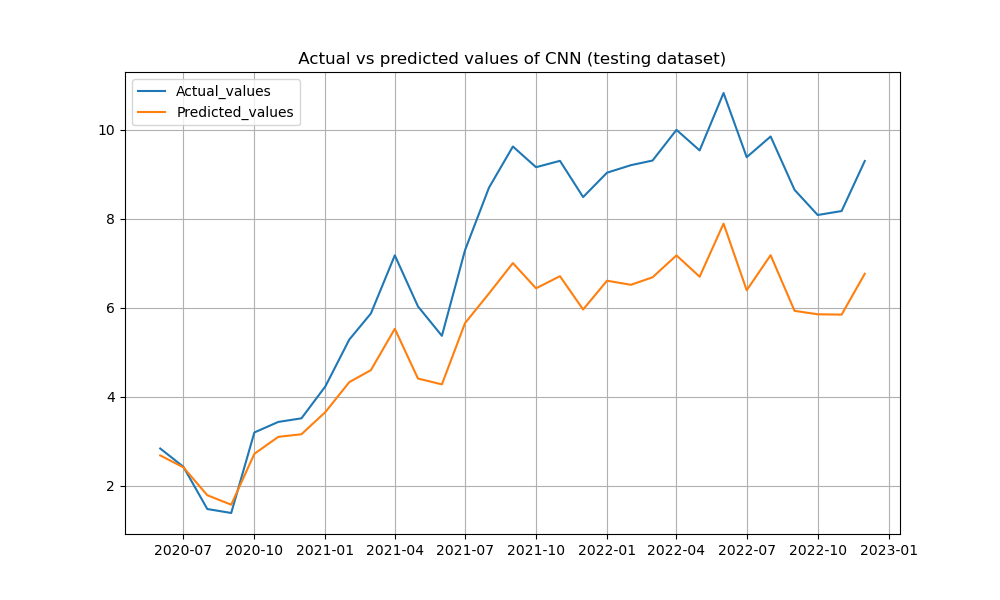 Actual vs predicted values of CNN (testing dataset)
Actual_values
Predicted_values
10
8
6
4
2
2020-07 2020-10 2021-01 2021-04 2021-07 2021-10 2022-01 2022-04 2022-07 2022-10 2023-01